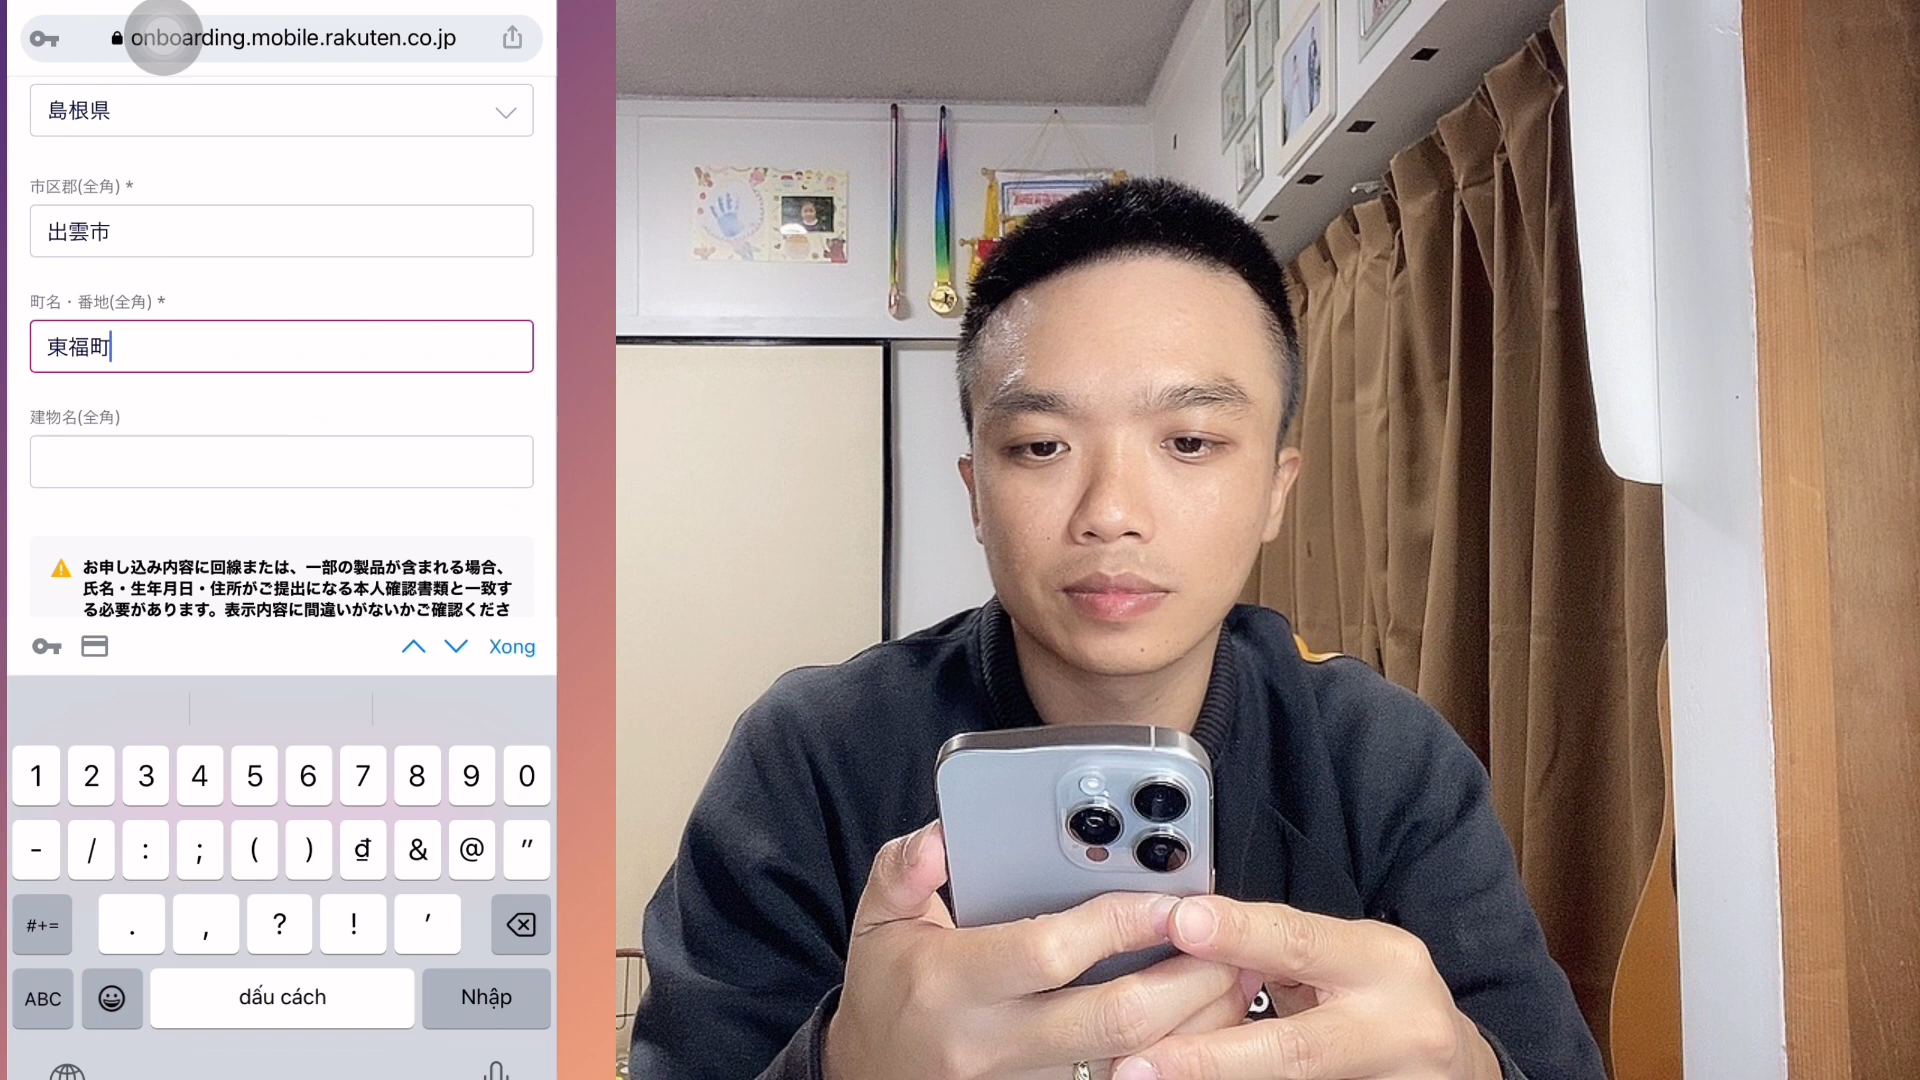 onboarding.mobile.rakuten.co.jp
島根県
市区郡(全角) *
出雲市
町名・番地(全角) *
東福町
建物名(全角)
お申し込み内容に回線または、一部の製品が含まれる場合、
氏名・生年月日・住所がご提出になる本人確認書類と一致す
る必要があります。表示内容に間違いがないかご確認くださ
Xong
1 2 3 4 5 6 7 8 9 0
- / : ; ( ) ₫ & @ "
#+= . , ? ! '
ABC dấu cách Nhập